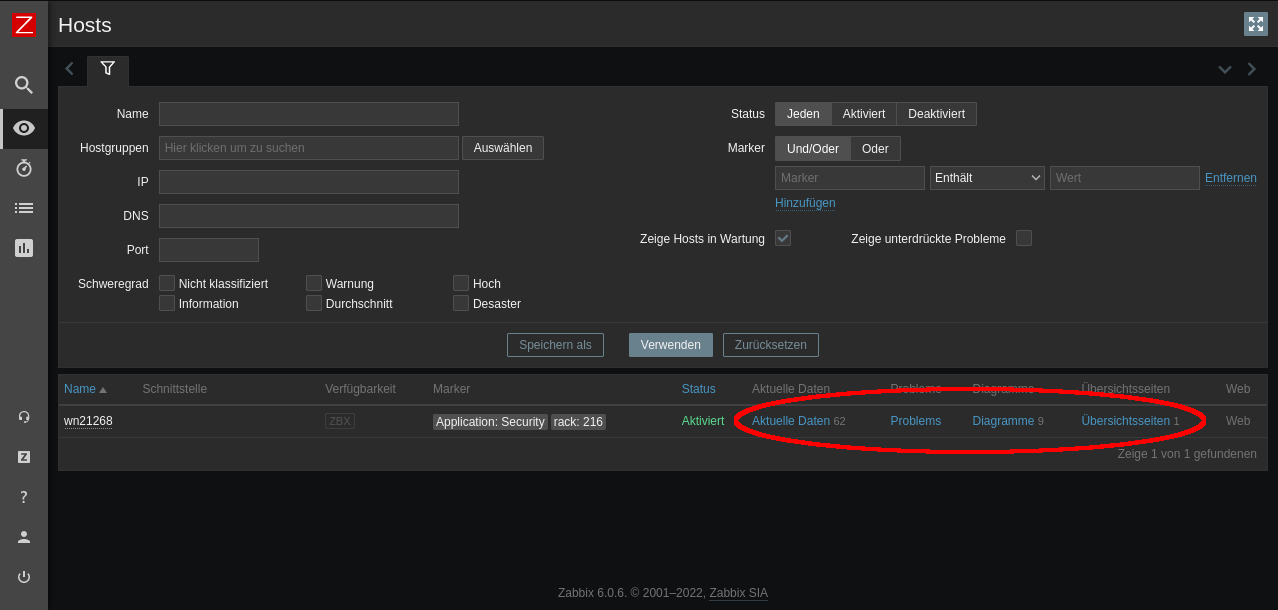 Z Hosts
Name Status Jeden Aktiviert Deaktiviert
Hostgruppen Hier klicken um zu suchen Auswählen Marker Und/Oder Oder
IP Marker Enthält Wert Entfernen
Hinzufügen
DNS
Port Zeige Hosts in Wartung Zeige unterdrückte Probleme
Schweregrad Nicht klassifiziert Warnung Hoch
Information Durchschnitt Desaster
Speichern als Verwenden Zurücksetzen
Name Schnittstelle Verfügbarkeit Marker Status Aktuelle Daten Probleme Diagramme Übersichtsseiten Web
wn21268 ZBX Application: Security rack: 216 Aktiviert Aktuelle Daten 62 Problems Diagramme 9 Übersichtsseiten 1 Web
Zeige 1 von 1 gefundenen
Z
?
Zabbix 6.0.6. © 2001–2022, Zabbix SIA